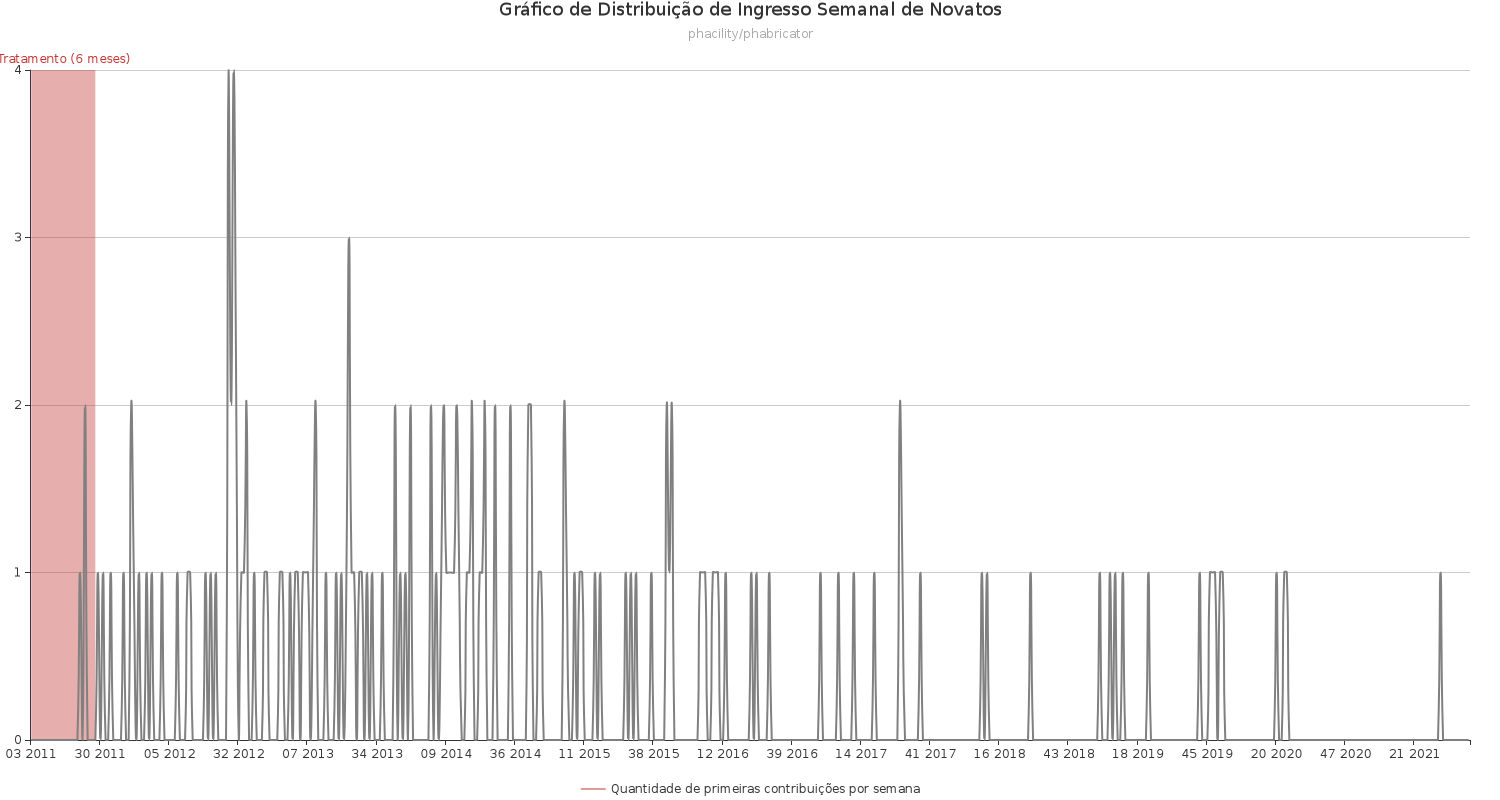 Gráfico de Distribuição de Ingresso Semanal de Novatos
phacility/phabricator
Tratamento (6 meses)
4
3
2
1
0
03 2011 30 2011 05 2012 32 2012 07 2013 34 2013 09 2014 36 2014 11 2015 38 2015 12 2016 39 2016 14 2017 41 2017 16 2018 43 2018 18 2019 45 2019 20 2020 47 2020 21 2021
Quantidade de primeiras contribuições por semana